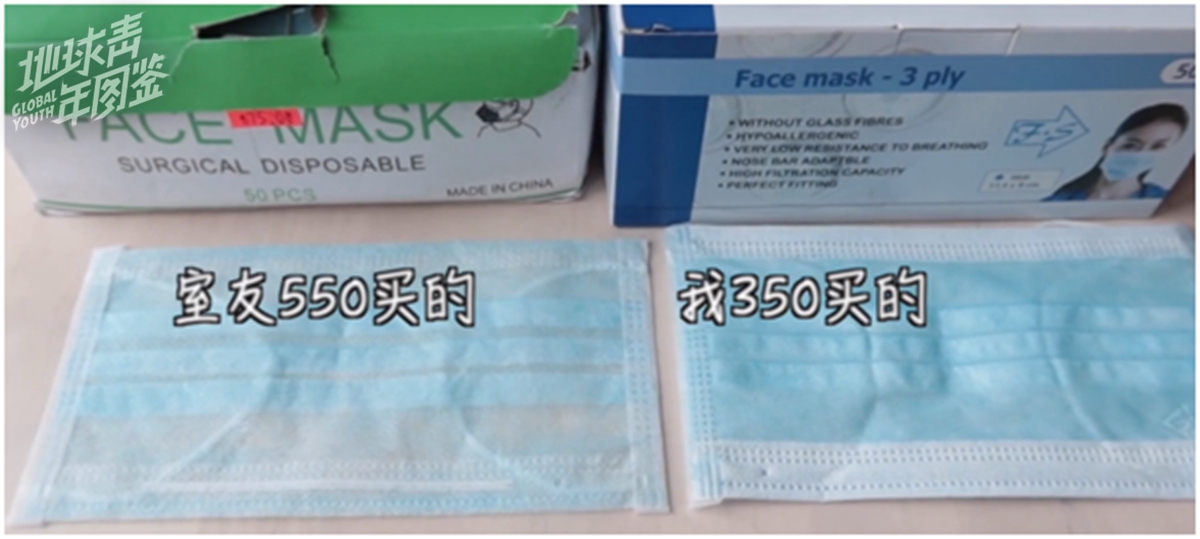 地球青
年图鉴
GLOBAL
YOUTH
FACE MASK
SURGICAL DISPOSABLE
50 PCS
MADE IN CHINA
Face mask - 3 ply
• WITHOUT GLASS FIBRES
• HYPOALLERGENIC
• VERY LOW RESISTANCE TO BREATHING
• NOSE BAR ADAPTBLE
• HIGH FILTRATION CAPACITY
• PERFECT FITTING
室友550买的
我350买的